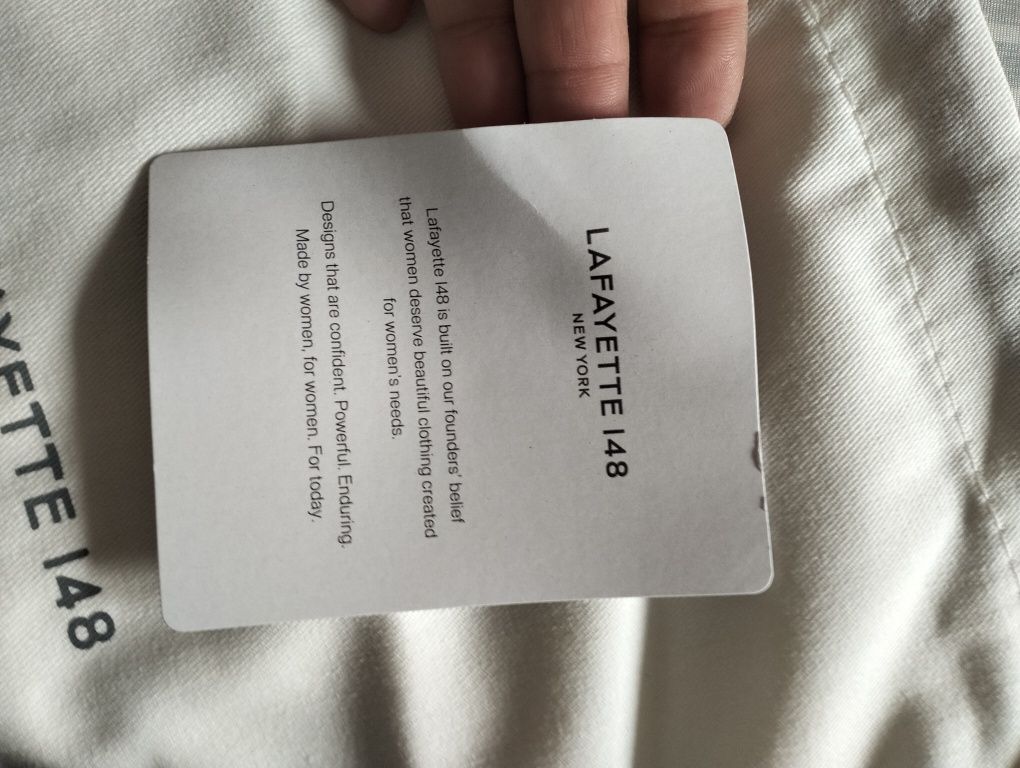 LAFAYETTE 148
NEW YORK
Lafayette 148 is built on our founders' belief
that women deserve beautiful clothing created
for women's needs.
Designs that are confident. Powerful. Enduring.
Made by women, for women. For today.
YETTE 148